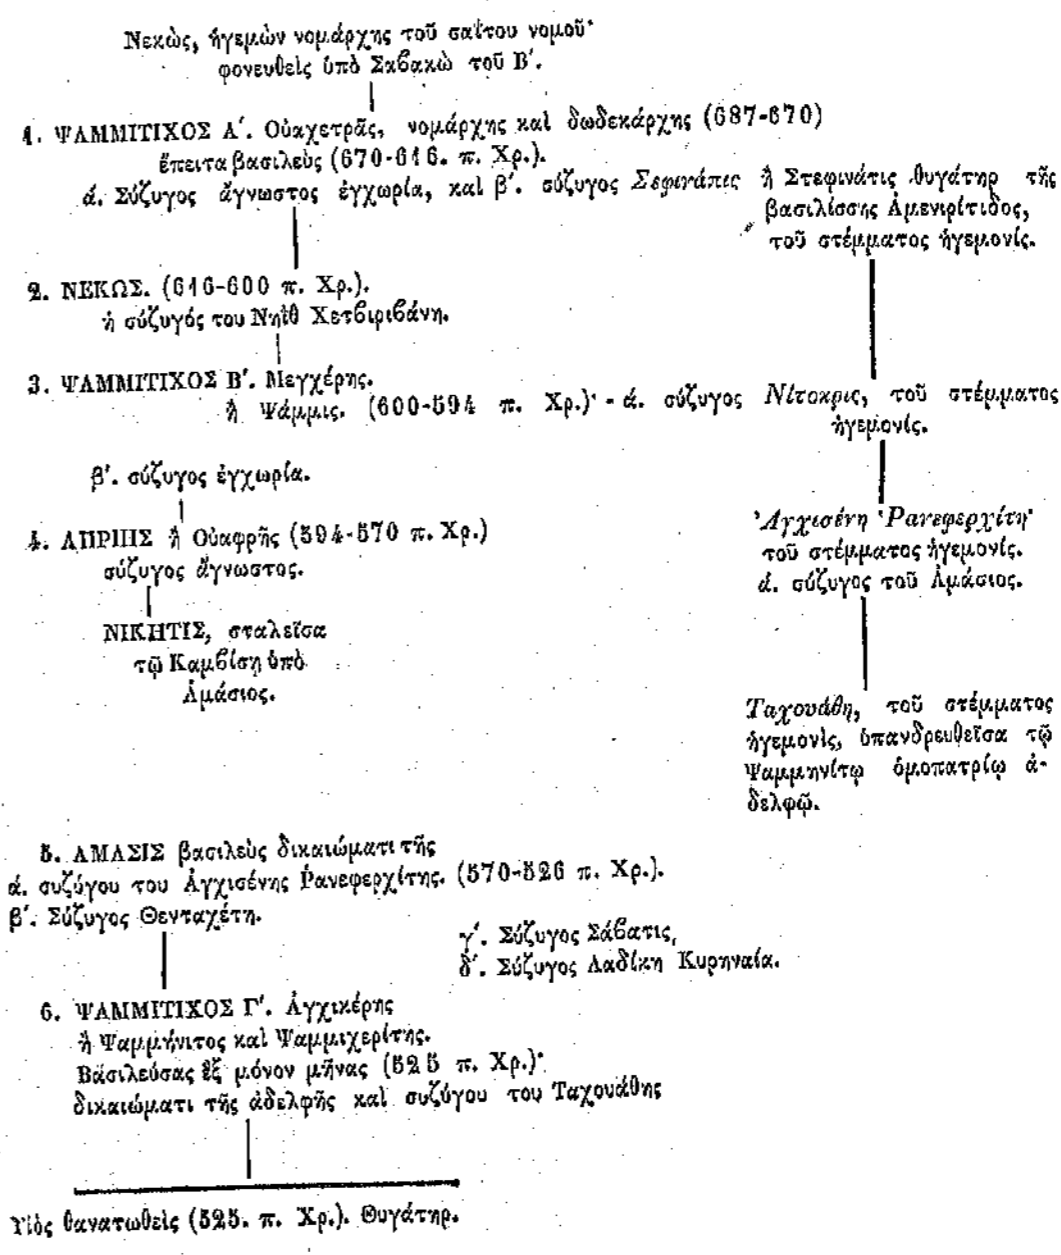 Νεκὼς, ἡγεμὼν νομάρχης τοῦ σαΐτου νομοῦ·
φονευθεὶς ὑπὸ Σαβακὼ τοῦ Β′.
1. ΨΑΜΜΙΤΙΧΟΣ Α′. Οὐαχετρᾶς, νομάρχης καὶ δωδεκάρχης (687-670)
ἔπειτα βασιλεὺς (670-616. π. Χρ.).
ά. Σύζυγος ἄγνωστος ἐγχωρία, καὶ β′. σύζυγος Σεφινάπις ἢ Στεφινάτις θυγάτηρ τῆς
βασιλίσσης Ἀμενιρίτιδος,
τοῦ στέμματος ἡγεμονίς.
2. ΝΕΚΩΣ. (616-600 π. Χρ.).
ἡ σύζυγός του Νηῒθ Χετβιριβάνη.
3. ΨΑΜΜΙΤΙΧΟΣ Β′. Μεγχέρης.
ἢ Ψάμμις. (600-594 π. Χρ.)· - ά. σύζυγος Νίτοκρις, τοῦ στέμματος
ἡγεμονίς.
β′. σύζυγος ἐγχωρία.
4. ΑΠΡΙΗΣ ἢ Οὐαφρῆς (594-570 π. Χρ.)
σύζυγος ἄγνωστος.
Ἀγχισένη Ῥανεφερχίτη
τοῦ στέμματος ἡγεμονίς.
ά. σύζυγος τοῦ Ἀμάσιος.
ΝΙΚΗΤΙΣ, σταλεῖσα
τῷ Καμβίσῃ ὑπὸ
Ἀμάσιος.
Ταχουάθη, τοῦ στέμματος
ἡγεμονὶς, ὑπανδρευθεῖσα τῷ
Ψαμμηνίτῳ ὁμοπατρίῳ ἀ-
δελφῷ.
5. ΑΜΑΣΙΣ βασιλεὺς δικαιώματι τῆς
ά. συζύγου του Ἀγχισένης Ῥανεφερχίτης. (570-526 π. Χρ.).
β′. Σύζυγος Θενταχέτη.
γ′. Σύζυγος Σάβατις,
δ′. Σύζυγος Λαδίκη Κυρηναία.
6. ΨΑΜΜΙΤΙΧΟΣ Γ′. Ἀγχικέρης
ἢ Ψαμμήνιτος καὶ Ψαμμιχερίτης.
Βασιλεύσας ἓξ μόνον μῆνας (525 π. Χρ.)·
δικαιώματι τῆς ἀδελφῆς καὶ συζύγου του Ταχουάθης
Υἱὸς θανατωθεὶς (525. π. Χρ.). Θυγάτηρ.